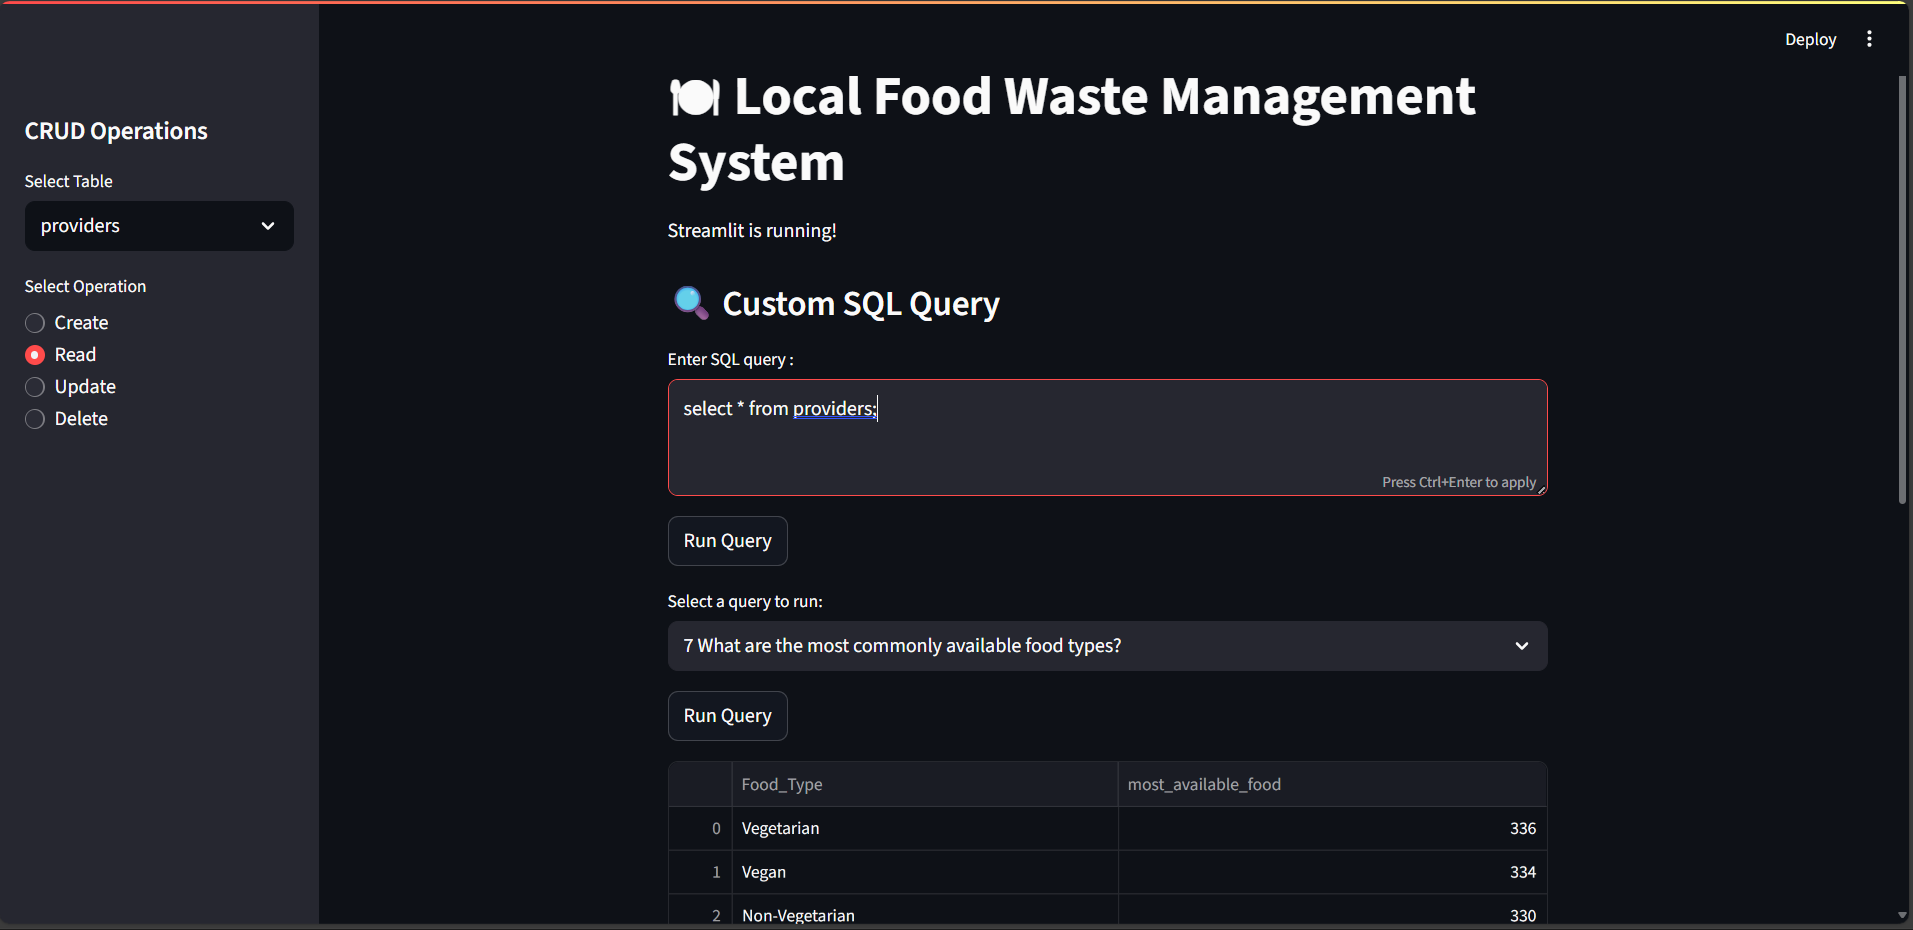 Deploy
CRUD Operations
Select Table
providers
Select Operation
Create
Read
Update
Delete
🍽️ Local Food Waste Management
System
Streamlit is running!
🔍 Custom SQL Query
Enter SQL query :
select * from providers;
Press Ctrl+Enter to apply
Run Query
Select a query to run:
7 What are the most commonly available food types?
Run Query
Food_Type most_available_food
0 Vegetarian 336
1 Vegan 334
2 Non-Vegetarian 330